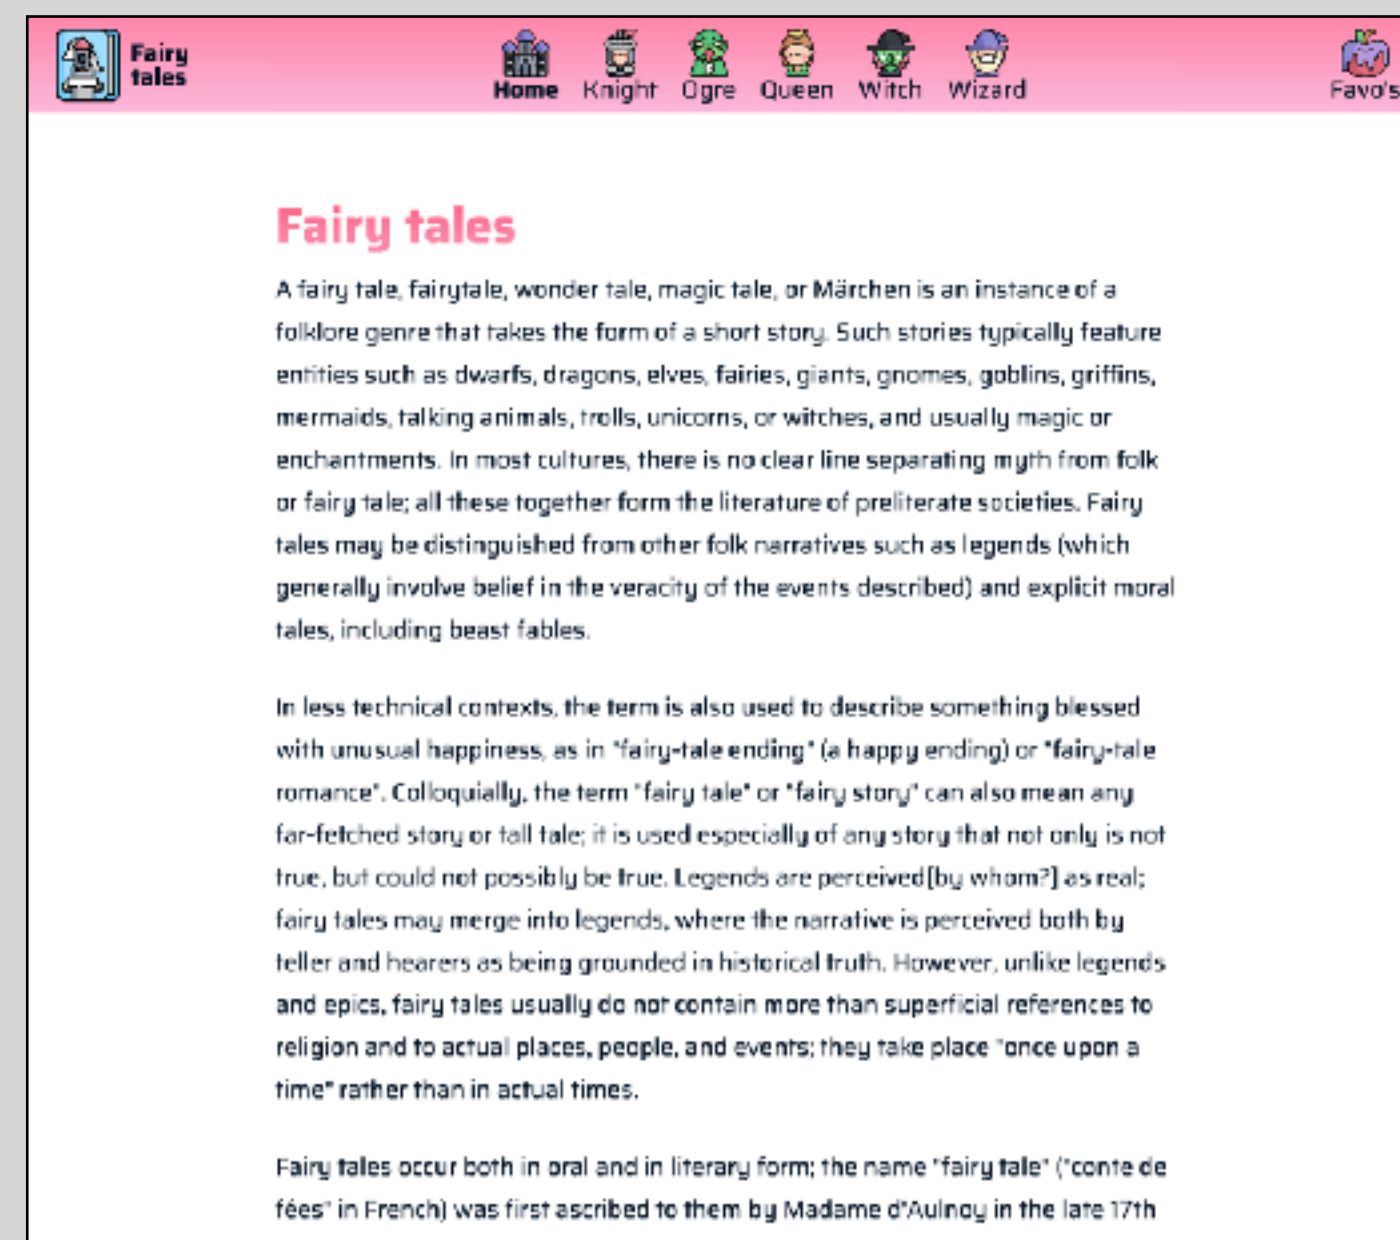 Fairy
tales
Home Knight Ogre Queen Witch Wizard
Favo's
Fairy tales
A fairy tale, fairytale, wonder tale, magic tale, or Märchen is an instance of a
folklore genre that takes the form of a short story. Such stories typically feature
entities such as dwarfs, dragons, elves, fairies, giants, gnomes, goblins, griffins,
mermaids, talking animals, trolls, unicorns, or witches, and usually magic or
enchantments. In most cultures, there is no clear line separating myth from folk
or fairy tale; all these together form the literature of preliterate societies. Fairy
tales may be distinguished from other folk narratives such as legends (which
generally involve belief in the veracity of the events described) and explicit moral
tales, including beast fables.
In less technical contexts, the term is also used to describe something blessed
with unusual happiness, as in "fairy-tale ending" (a happy ending) or "fairy-tale
romance". Colloquially, the term "fairy tale" or "fairy story" can also mean any
far-fetched story or tall tale; it is used especially of any story that not only is not
true, but could not possibly be true. Legends are perceived[by whom?] as real;
fairy tales may merge into legends, where the narrative is perceived both by
teller and hearers as being grounded in historical truth. However, unlike legends
and epics, fairy tales usually do not contain more than superficial references to
religion and to actual places, people, and events; they take place "once upon a
time" rather than in actual times.
Fairy tales occur both in oral and in literary form; the name "fairy tale" ("conte de
fées" in French) was first ascribed to them by Madame d'Aulnoy in the late 17th